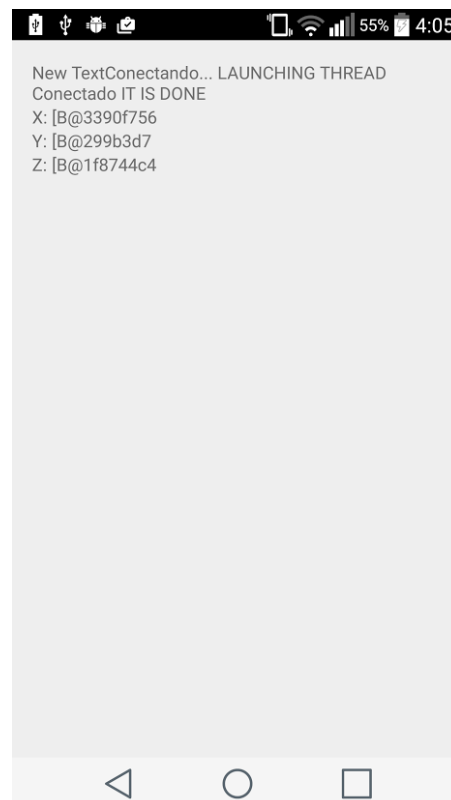 55% 4:05
New TextConectando... LAUNCHING THREAD
Conectado IT IS DONE
X: [B@3390f756
Y: [B@299b3d7
Z: [B@1f8744c4